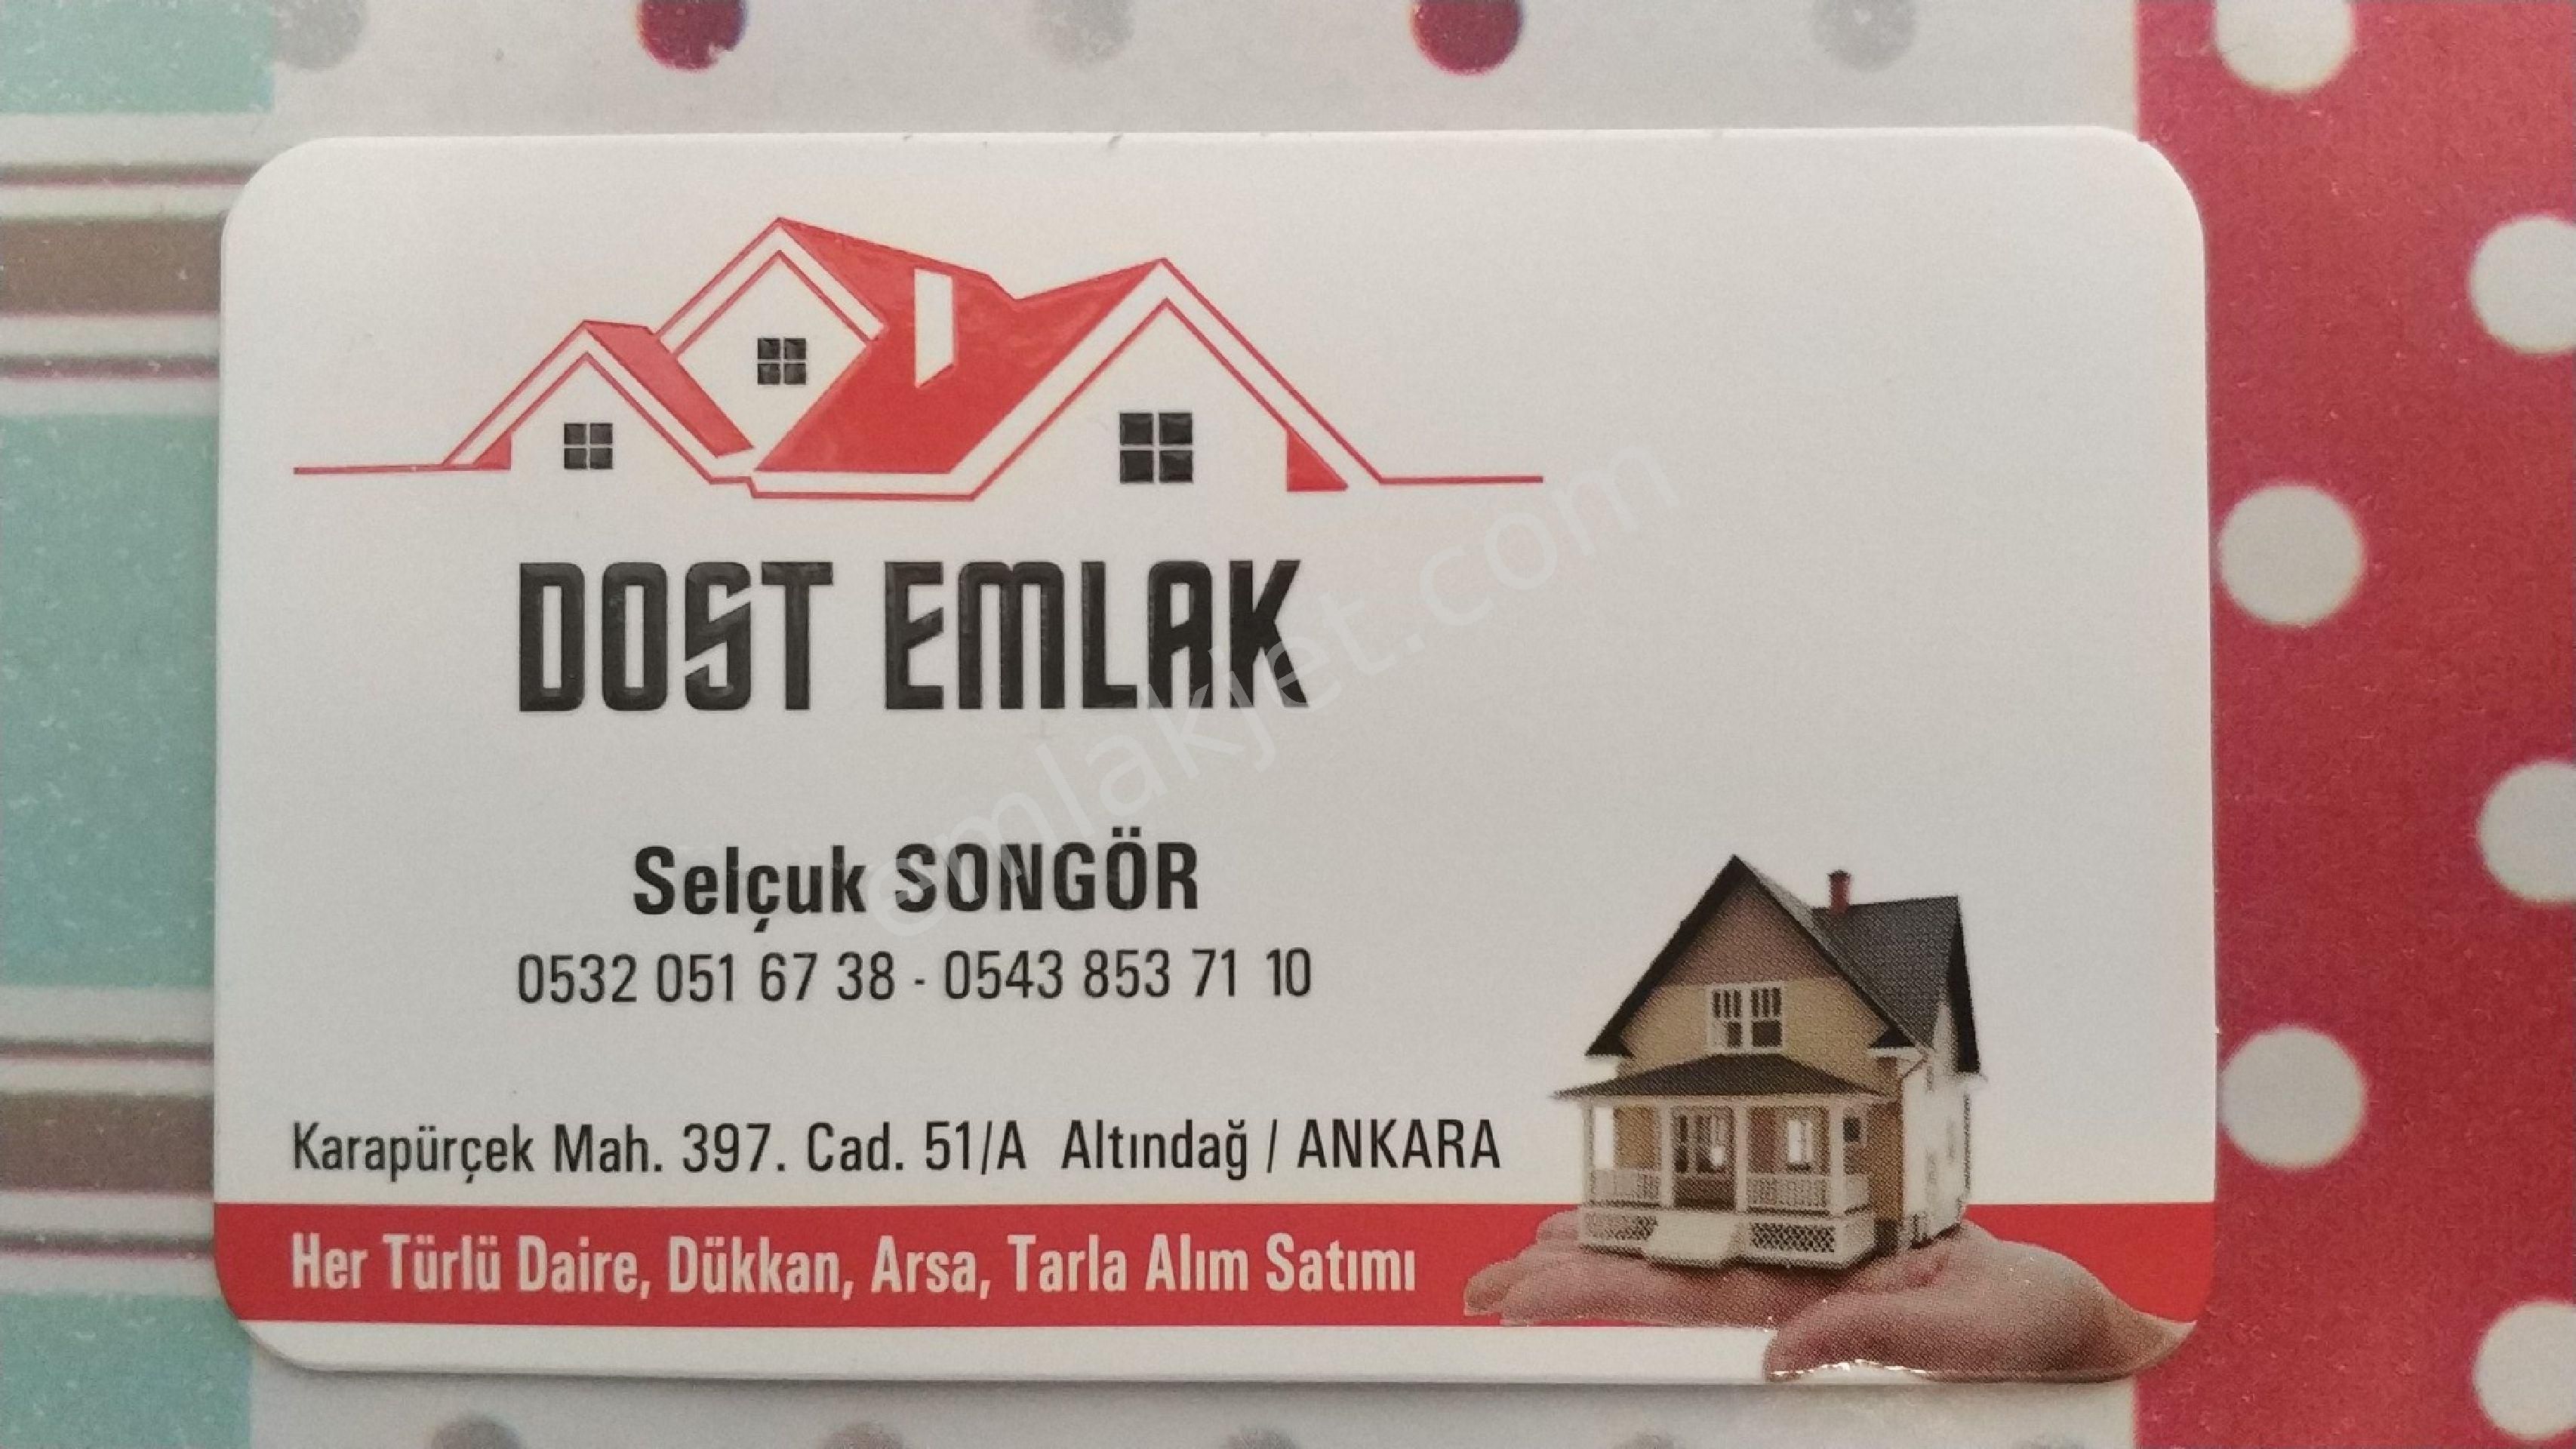 DOST EMLAK
emlakjet.com
Selçuk SONGÖR
0532 051 67 38 - 0543 853 71 10
Karapürçek Mah. 397. Cad. 51/A Altındağ / ANKARA
Her Türlü Daire, Dükkan, Arsa, Tarla Alım Satımı